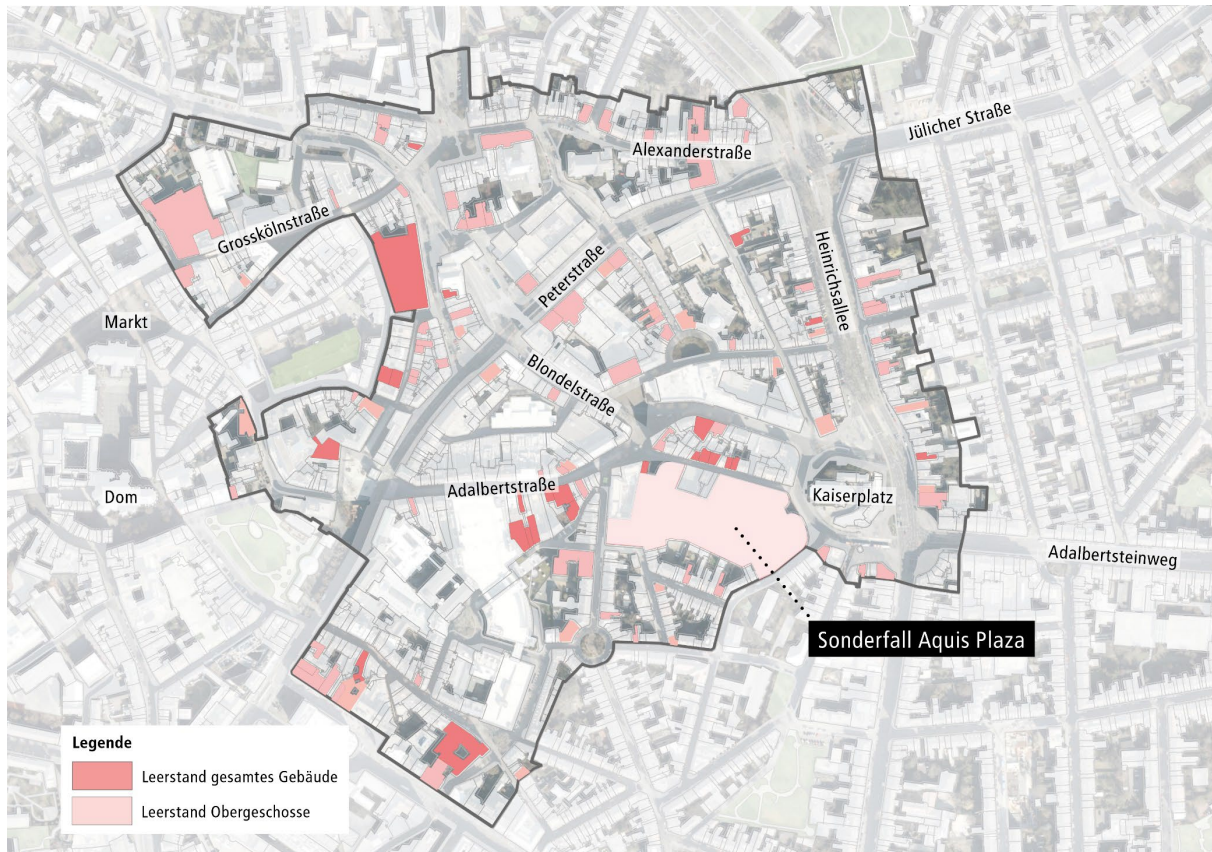 Jülicher Straße
Alexanderstraße
Grosskölnstraße
Heinrichsallee
Peterstraße
Markt
Blondelstraße
Adalbertstraße
Kaiserplatz
Dom
Adalbertsteinweg
Sonderfall Aquis Plaza
Legende
Leerstand gesamtes Gebäude
Leerstand Obergeschosse